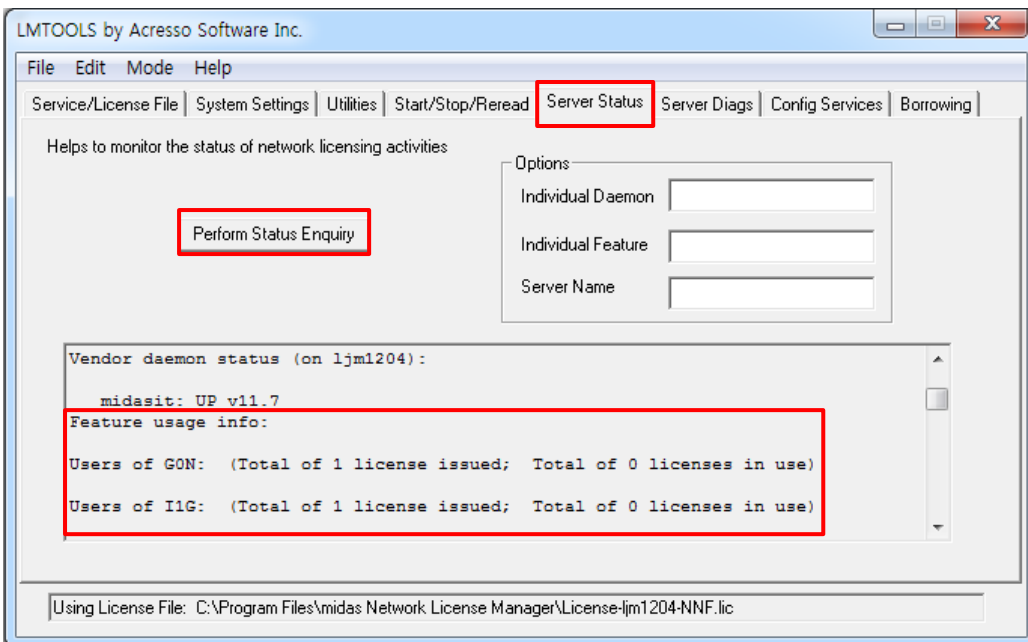 LMTOOLS by Acresso Software Inc.
File Edit Mode Help
Service/License File System Settings Utilities Start/Stop/Reread Server Status Server Diags Config Services Borrowing
Helps to monitor the status of network licensing activities
Options
Individual Daemon
Perform Status Enquiry
Individual Feature
Server Name
Vendor daemon status (on ljm1204):
midasit: UP v11.7
Feature usage info:
Users of G0N: (Total of 1 license issued; Total of 0 licenses in use)
Users of I1G: (Total of 1 license issued; Total of 0 licenses in use)
Using License File: C:\Program Files\midas Network License Manager\License-ljm1204-NNF.lic